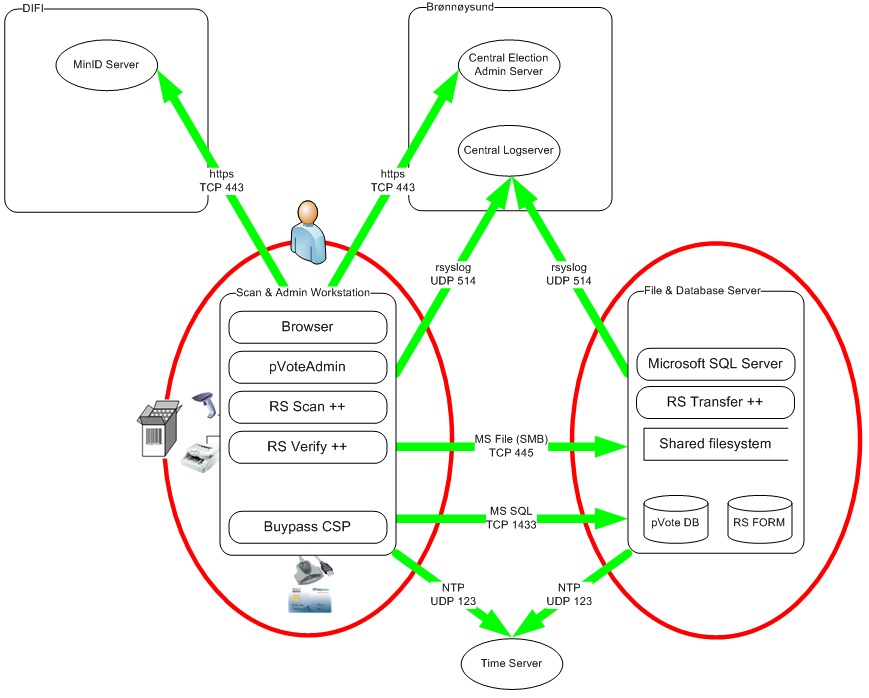 DIFI
Brønnøysund
MinID Server
Central Election
Admin Server
Central Logserver
https
TCP 443
https
TCP 443
rsyslog
UDP 514
rsyslog
UDP 514
Scan & Admin Workstation
File & Database Server
Browser
pVoteAdmin
RS Scan ++
RS Verify ++
Buypass CSP
Microsoft SQL Server
RS Transfer ++
Shared filesystem
pVote DB
RS FORM
MS File (SMB)
TCP 445
MS SQL
TCP 1433
NTP
UDP 123
NTP
UDP 123
Time Server